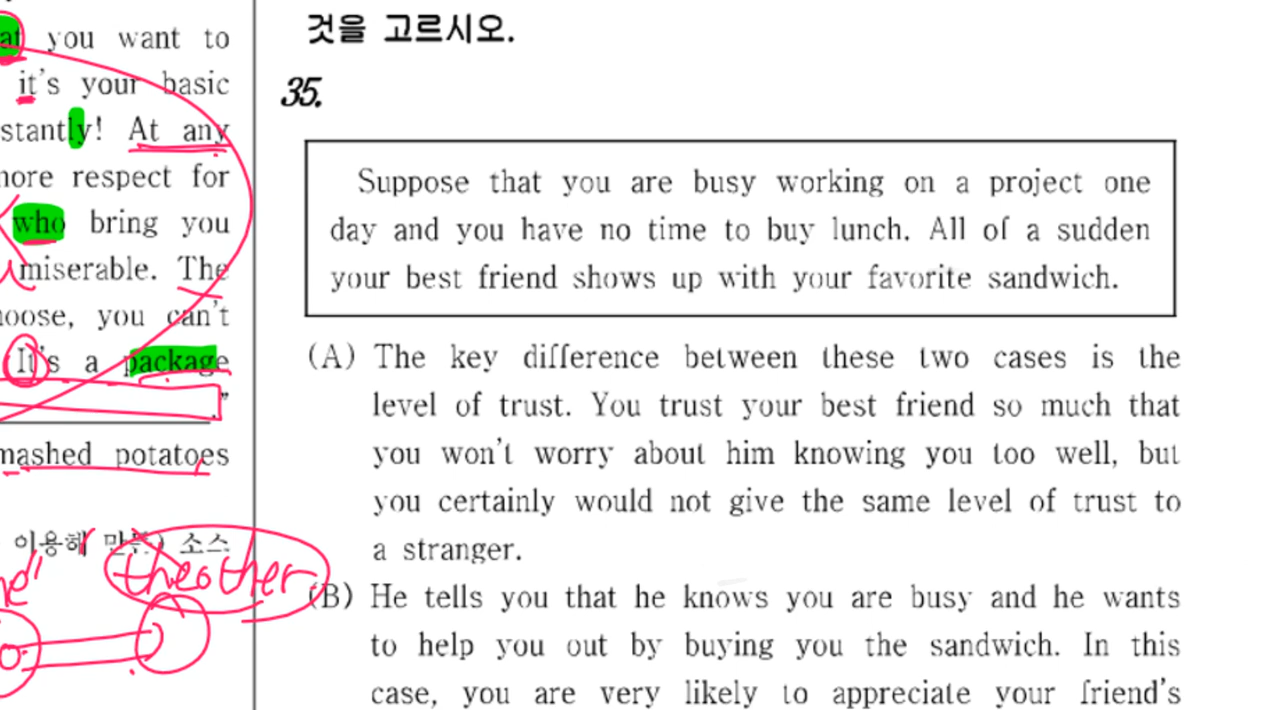 at you want to
it's your basic
stantly! At any
more respect for
who bring you
miserable. The
hoose, you can't
It's a package
."
mashed potatoes
이용해 소스
the other
것을 고르시오.
35.
Suppose that you are busy working on a project one
day and you have no time to buy lunch. All of a sudden
your best friend shows up with your favorite sandwich.
(A) The key difference between these two cases is the
level of trust. You trust your best friend so much that
you won't worry about him knowing you too well, but
you certainly would not give the same level of trust to
a stranger.
(B) He tells you that he knows you are busy and he wants
to help you out by buying you the sandwich. In this
case, you are very likely to appreciate your friend's